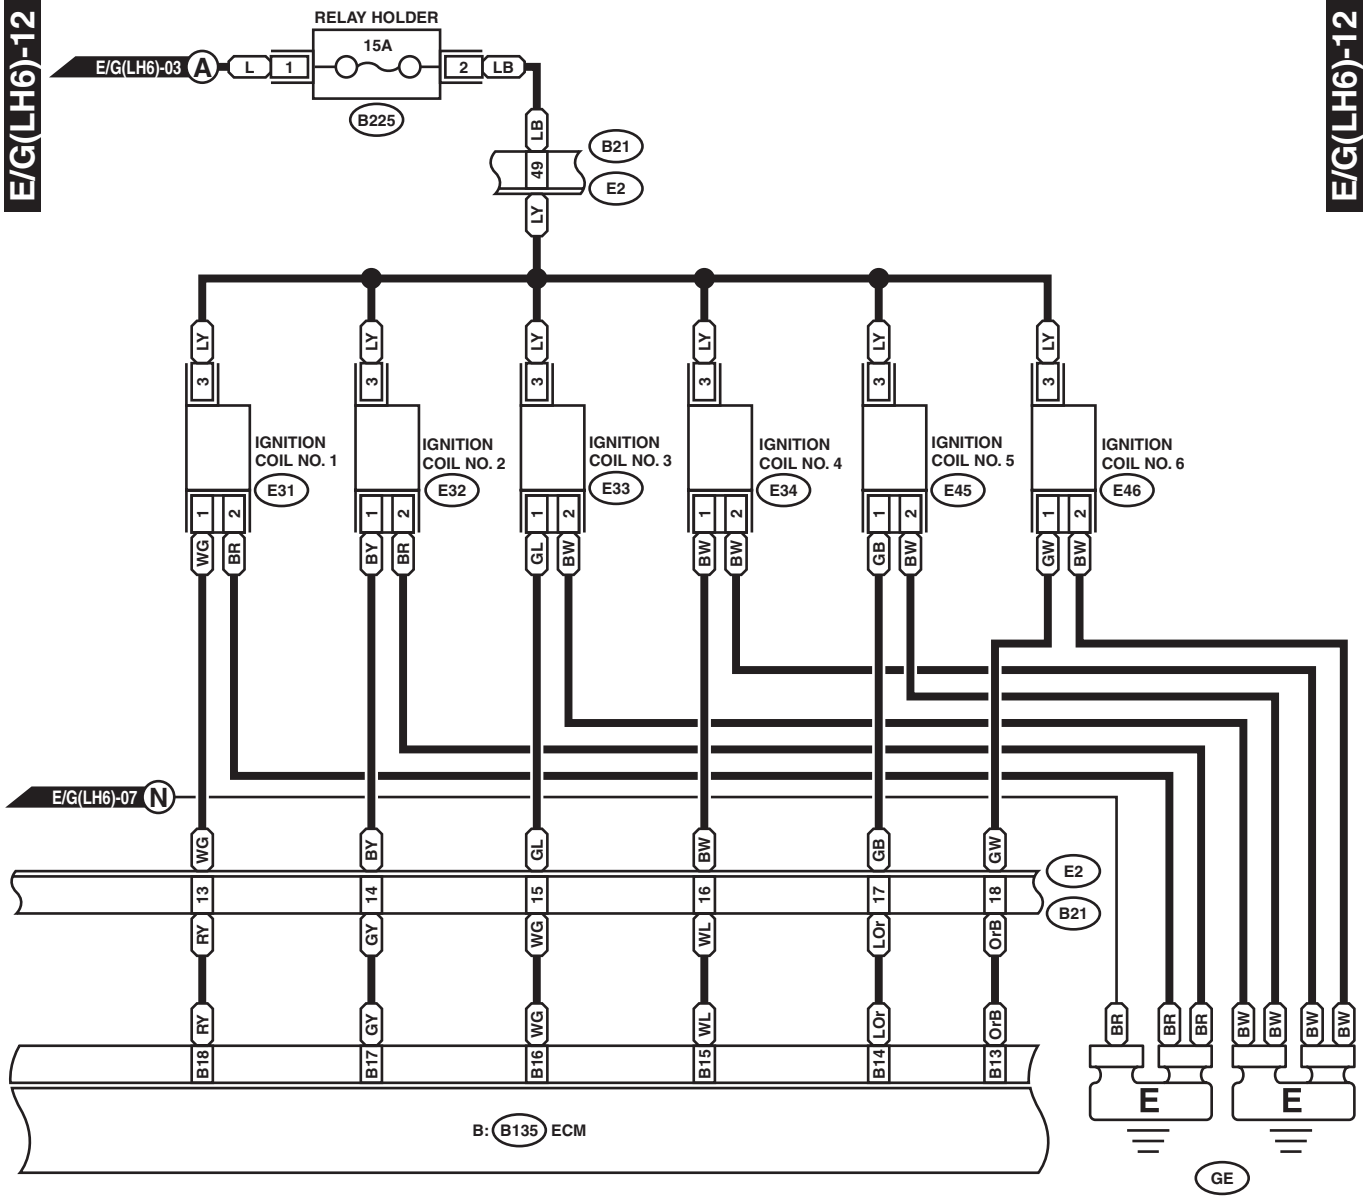 E/G(LH6)-12
E/G(LH6)-12
RELAY HOLDER
15A
E/G(LH6)-03 A L 1 2 LB
B225
LB
B21
49
E2
LY
LY LY LY LY LY LY
3 3 3 3 3 3
IGNITION
COIL NO. 1
E31
IGNITION
COIL NO. 2
E32
IGNITION
COIL NO. 3
E33
IGNITION
COIL NO. 4
E34
IGNITION
COIL NO. 5
E45
IGNITION
COIL NO. 6
E46
1 2 1 2 1 2 1 2 1 2 1 2
WG BR BY BR GL BW BW BW GB BW GW BW
E/G(LH6)-07 N
WG BY GL BW GB GW
E2
13 14 15 16 17 18
B21
RY GY WG WL LOr OrB
RY GY WG WL LOr OrB BR BR BR BW BW BW BW
B18 B17 B16 B15 B14 B13
E E
B: B135 ECM
GE